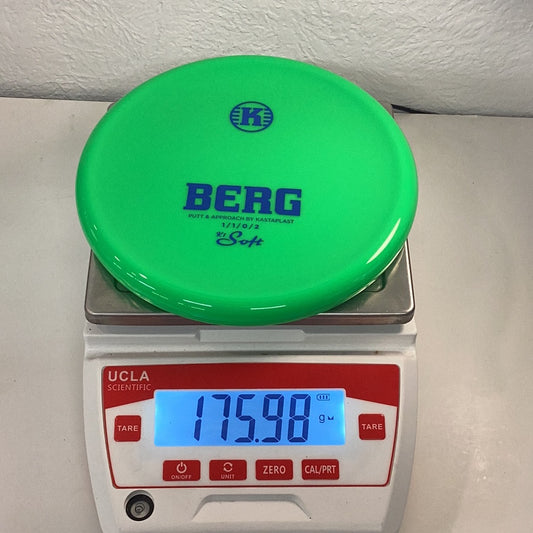 K
BERG
PUTT & APPROACH BY KASTAPLAST
1/1/0/2
K1 Soft
UCLA
SCIENTIFIC
175.98 g
TARE
TARE
ON/OFF
UNIT
ZERO
CAL/PRT